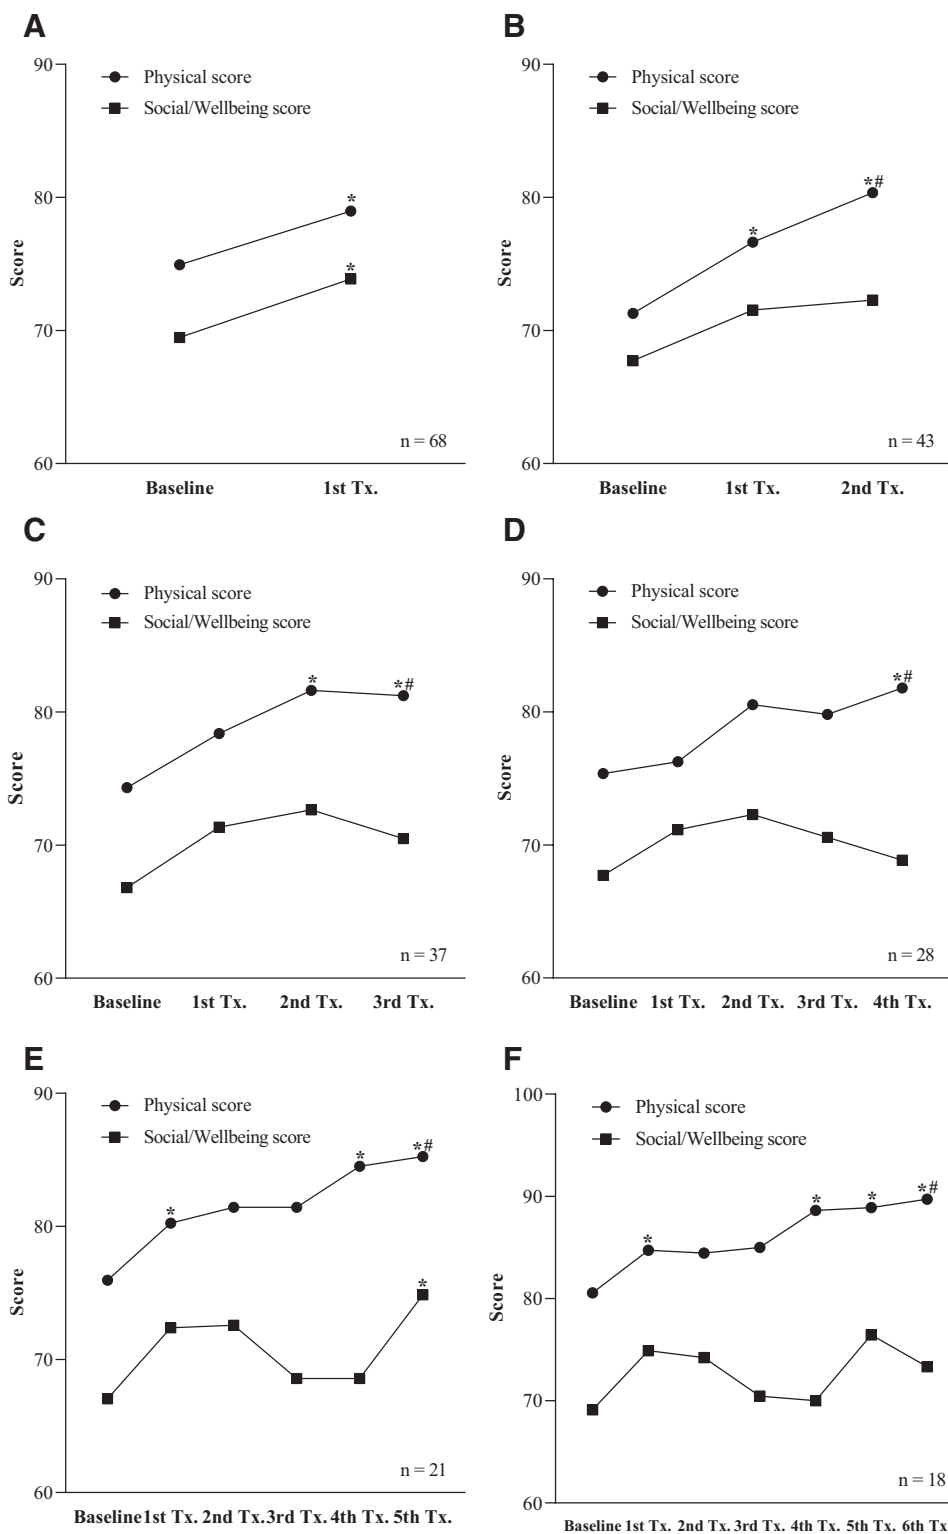 A
90
80
70
60
Score
Physical score
Social/Wellbeing score
*
*
n = 68
Baseline 1st Tx.
B
90
80
70
60
Score
Physical score
Social/Wellbeing score
*
*#
n = 43
Baseline 1st Tx. 2nd Tx.
C
90
80
70
60
Score
Physical score
Social/Wellbeing score
*
*#
n = 37
Baseline 1st Tx. 2nd Tx. 3rd Tx.
D
90
80
70
60
Score
Physical score
Social/Wellbeing score
*#
n = 28
Baseline 1st Tx. 2nd Tx. 3rd Tx. 4th Tx.
E
90
80
70
60
Score
Physical score
Social/Wellbeing score
*
*
*#
*
n = 21
Baseline 1st Tx. 2nd Tx. 3rd Tx. 4th Tx. 5th Tx.
F
100
90
80
70
60
Score
Physical score
Social/Wellbeing score
*
*
*
*#
n = 18
Baseline 1st Tx. 2nd Tx. 3rd Tx. 4th Tx. 5th Tx. 6th Tx